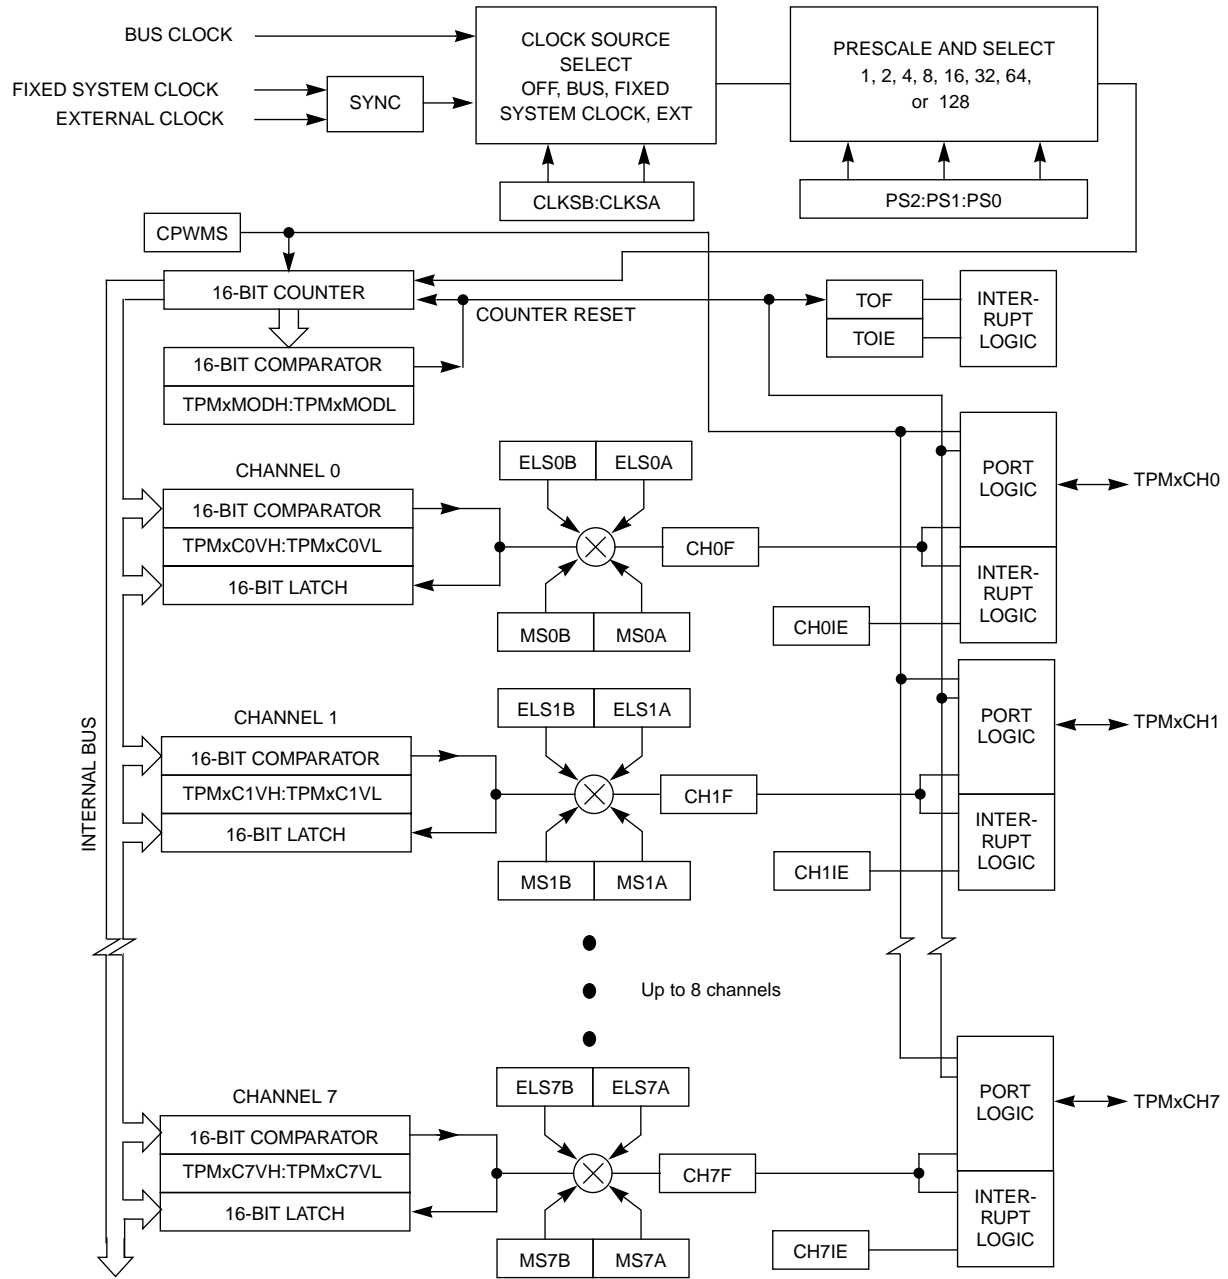 BUS CLOCK
FIXED SYSTEM CLOCK
EXTERNAL CLOCK
SYNC
CLOCK SOURCE
SELECT
OFF, BUS, FIXED
SYSTEM CLOCK, EXT
PRESCALE AND SELECT
1, 2, 4, 8, 16, 32, 64,
or 128
CLKSB:CLKSA
PS2:PS1:PS0
CPWMS
16-BIT COUNTER
COUNTER RESET
TOF
TOIE
INTER-
RUPT
LOGIC
16-BIT COMPARATOR
TPMxMODH:TPMxMODL
CHANNEL 0
16-BIT COMPARATOR
TPMxC0VH:TPMxC0VL
16-BIT LATCH
ELS0B
ELS0A
MS0B
MS0A
CH0F
CH0IE
PORT
LOGIC
INTER-
RUPT
LOGIC
TPMxCH0
INTERNAL BUS
CHANNEL 1
16-BIT COMPARATOR
TPMxC1VH:TPMxC1VL
16-BIT LATCH
ELS1B
ELS1A
MS1B
MS1A
CH1F
CH1IE
PORT
LOGIC
INTER-
RUPT
LOGIC
TPMxCH1
Up to 8 channels
CHANNEL 7
16-BIT COMPARATOR
TPMxC7VH:TPMxC7VL
16-BIT LATCH
ELS7B
ELS7A
MS7B
MS7A
CH7F
CH7IE
PORT
LOGIC
INTER-
RUPT
LOGIC
TPMxCH7